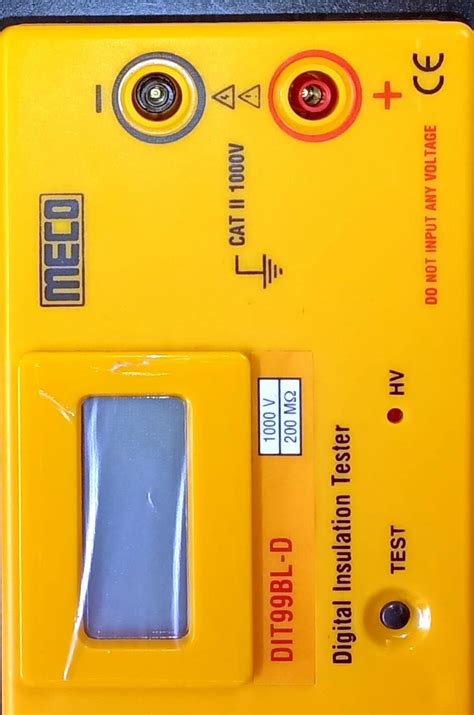 MECO
−
CAT II 1000V
1000 V
200 MΩ
DIT99BL-D
Digital Insulation Tester
+
TEST
HV
DO NOT INPUT ANY VOLTAGE
CE